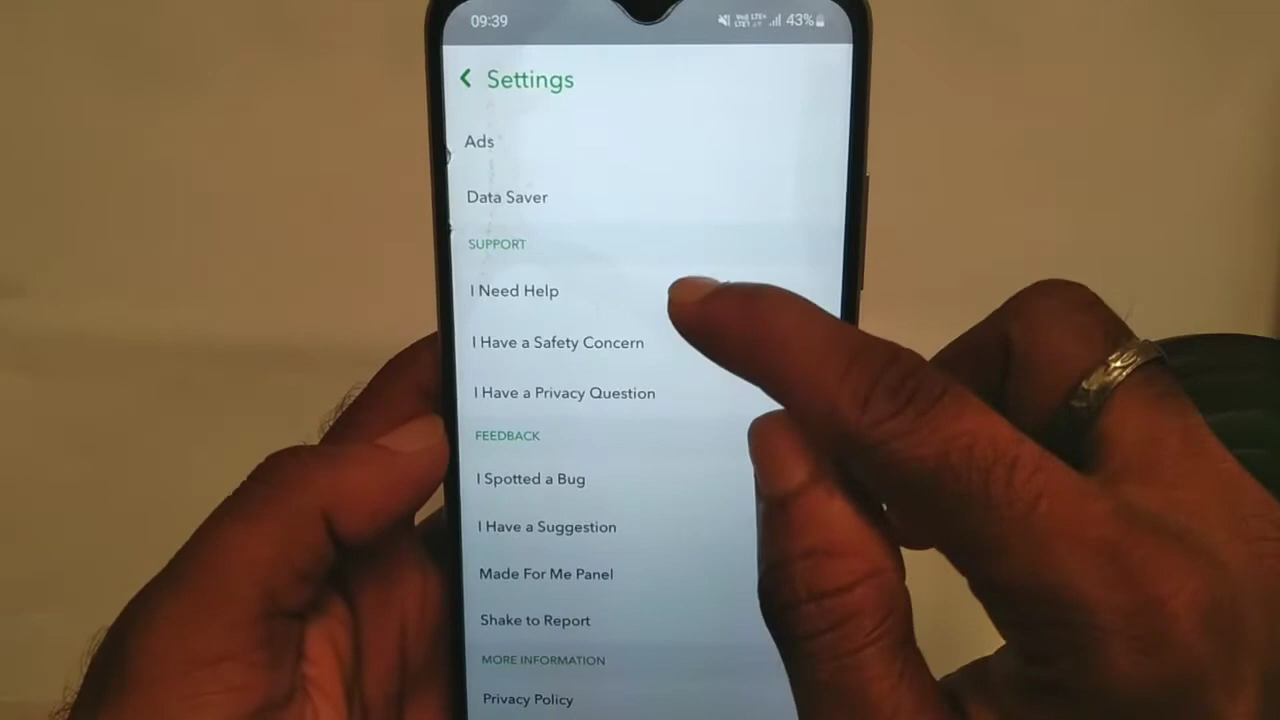 09:39
43%
Settings
Ads
Data Saver
SUPPORT
I Need Help
I Have a Safety Concern
I Have a Privacy Question
FEEDBACK
I Spotted a Bug
I Have a Suggestion
Made For Me Panel
Shake to Report
MORE INFORMATION
Privacy Policy